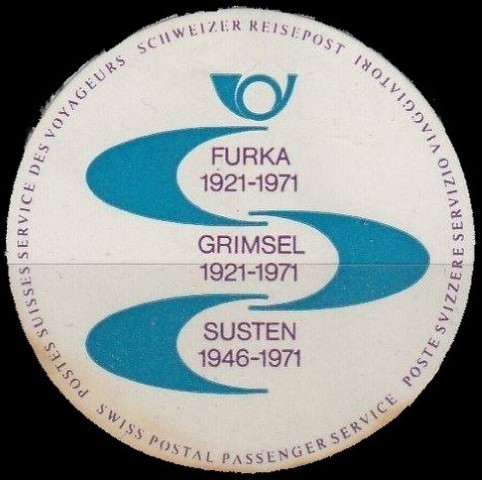 SCHWEIZER REISEPOST
POSTE SVIZZERE SERVIZIO VIAGGIATORI
SWISS POSTAL PASSENGER SERVICE
POSTES SUISSES SERVICE DES VOYAGEURS
FURKA
1921-1971
GRIMSEL
1921-1971
SUSTEN
1946-1971